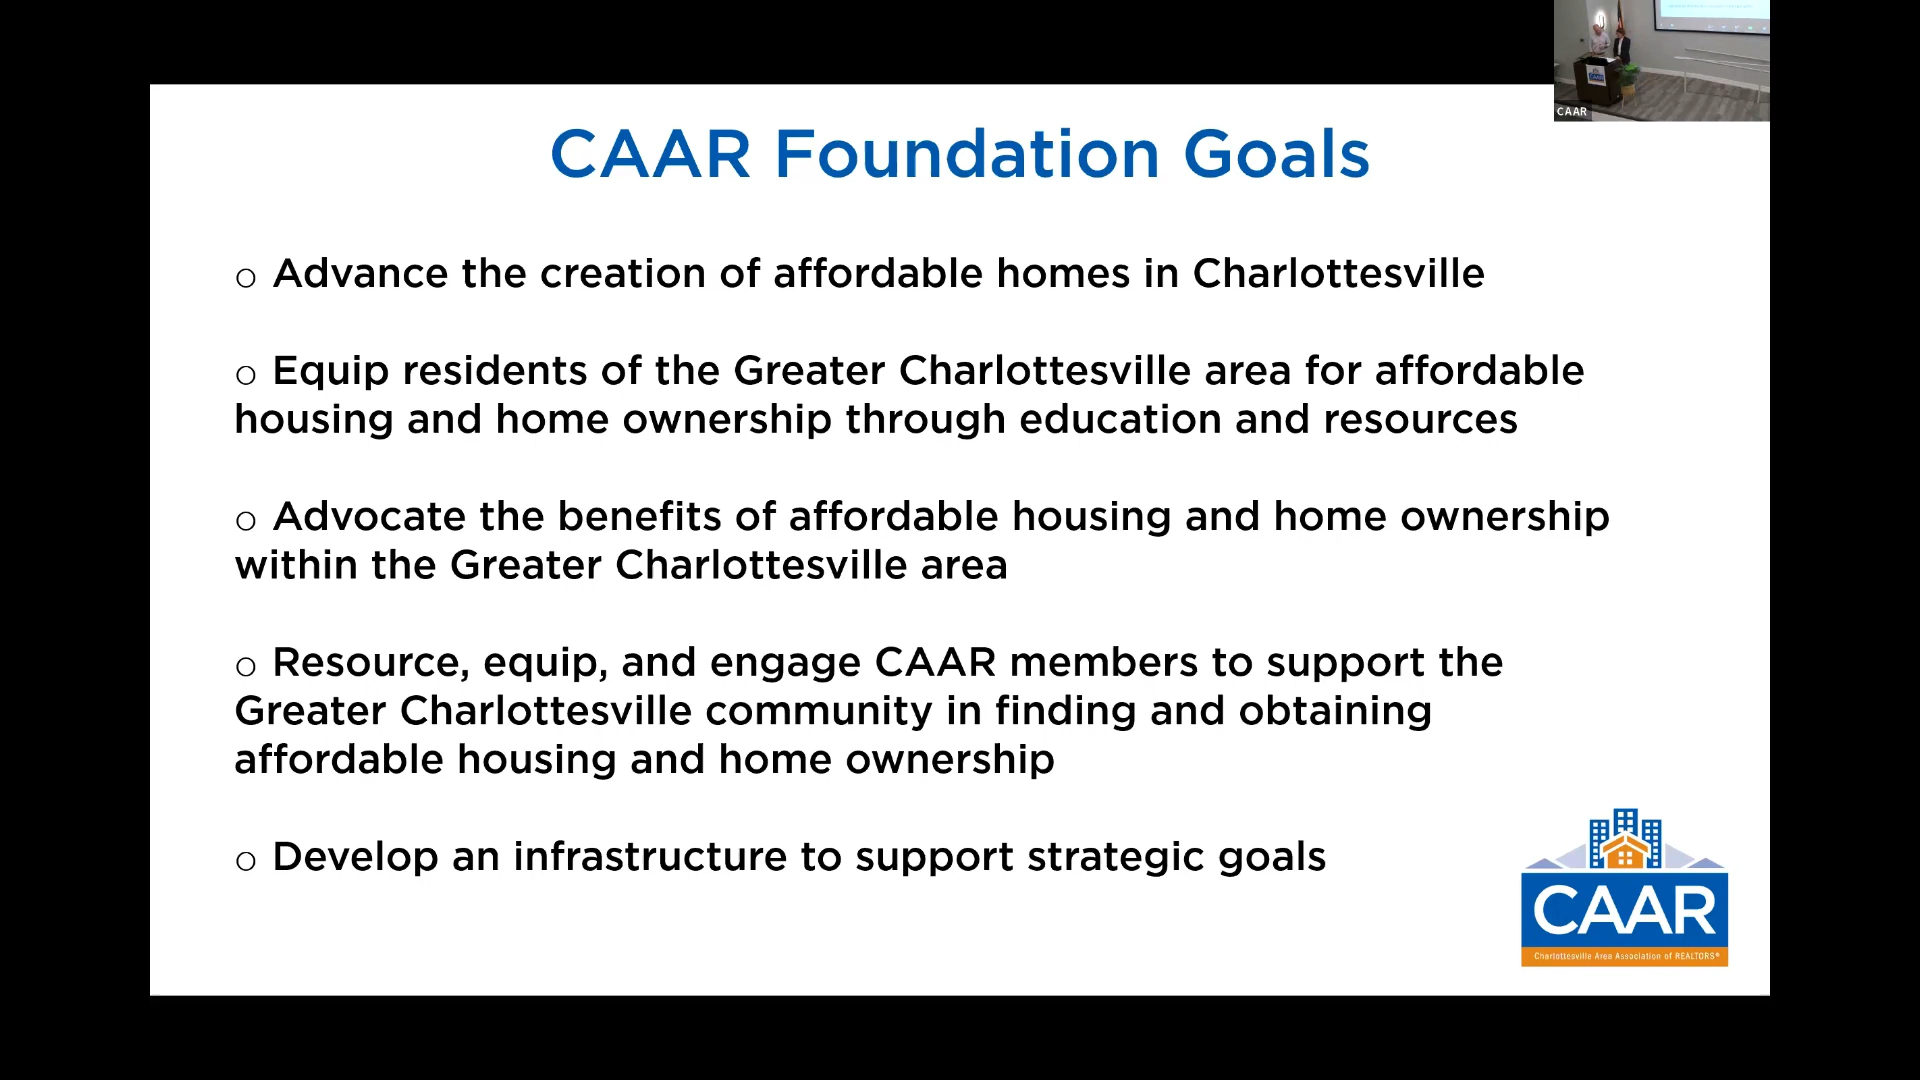 CAAR
CAAR Foundation Goals
o Advance the creation of affordable homes in Charlottesville
o Equip residents of the Greater Charlottesville area for affordable
housing and home ownership through education and resources
o Advocate the benefits of affordable housing and home ownership
within the Greater Charlottesville area
o Resource, equip, and engage CAAR members to support the
Greater Charlottesville community in finding and obtaining
affordable housing and home ownership
o Develop an infrastructure to support strategic goals
CAAR
Charlottesville Area Association of REALTORS®